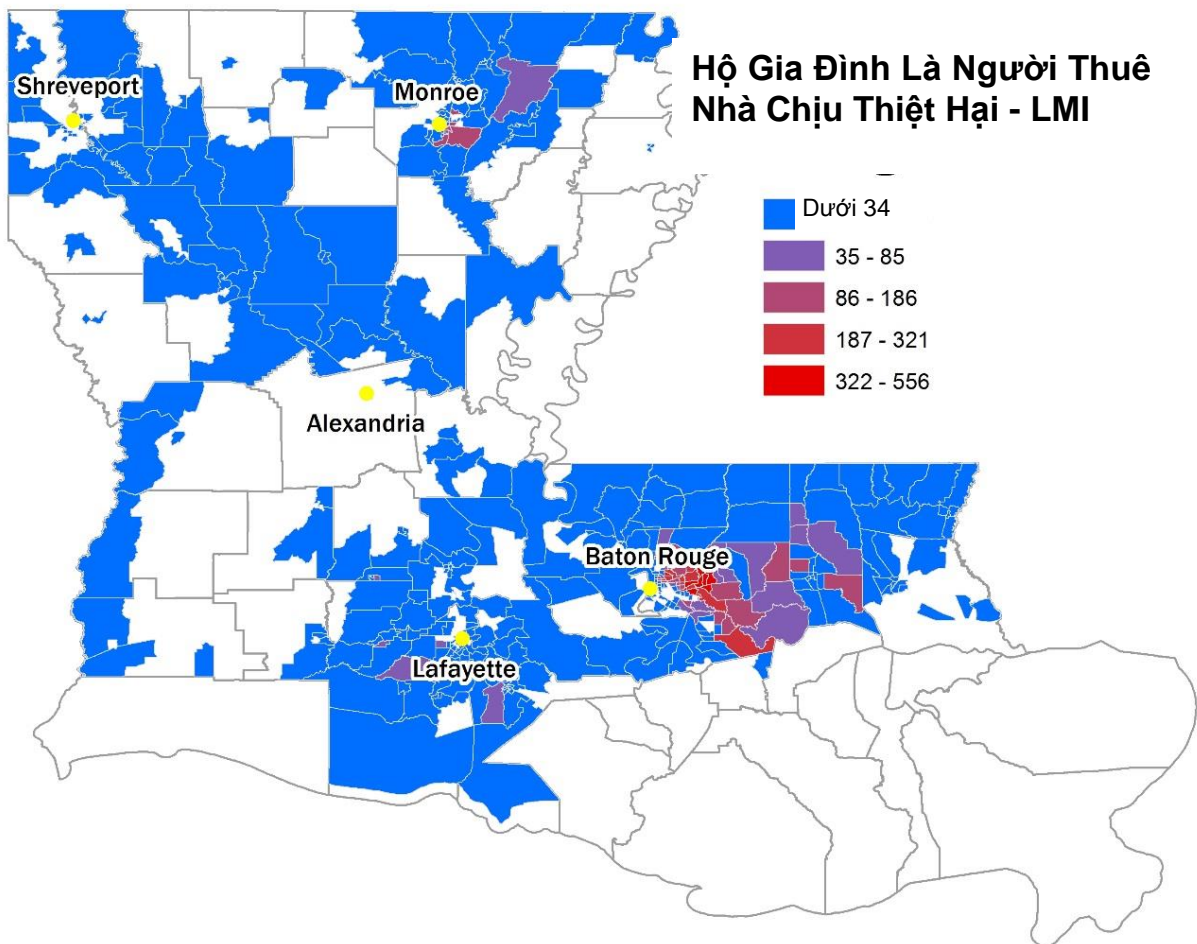 Hộ Gia Đình Là Người Thuê
Nhà Chịu Thiệt Hại - LMI
Shreveport
Monroe
Dưới 34
35 - 85
86 - 186
187 - 321
322 - 556
Alexandria
Baton Rouge
Lafayette